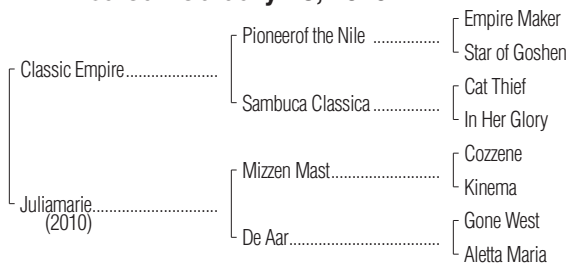 Empire Maker
Pioneerof the Nile ................
Star of Goshen
Classic Empire......................
Cat Thief
Sambuca Classica ................
In Her Glory
Cozzene
Mizzen Mast..........................
Kinema
Juliamarie..............................
(2010)
Gone West
De Aar....................................
Aletta Maria